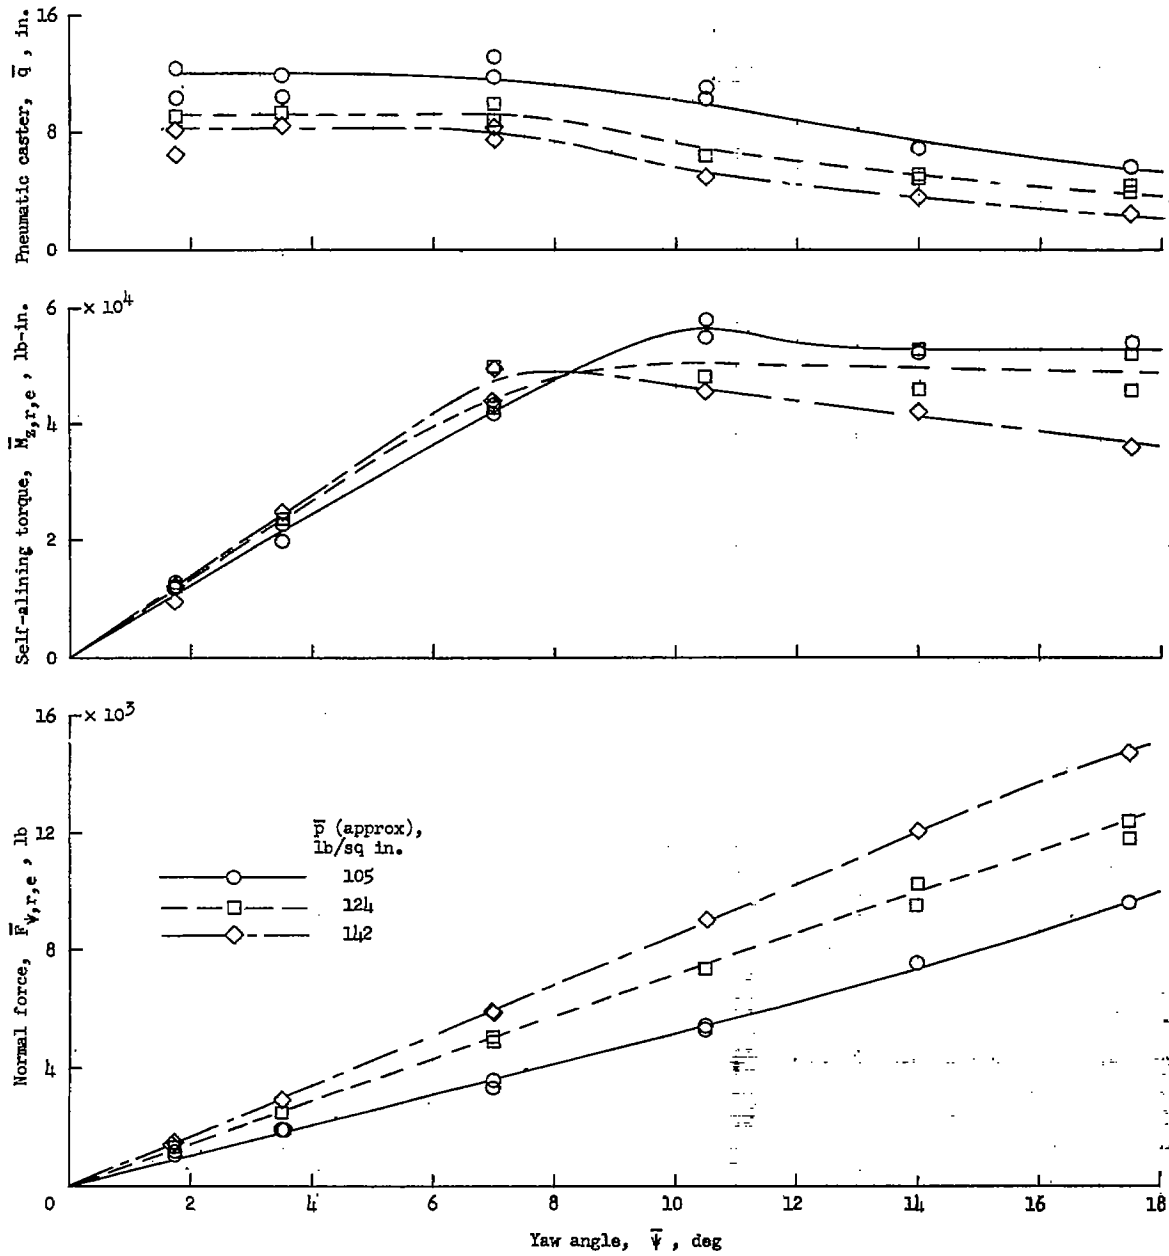 Pneumatic caster, q̄ , in.
16
8
0
Self-alining torque, M̄z,r,e , lb-in.
6
× 10⁴
4
2
0
Normal force, F̄ψ,r,e , lb
16
× 10³
12
8
4
0
p̄ (approx),
lb/sq in.
105
124
142
2 4 6 8 10 12 14 16 18
Yaw angle, ψ̄ , deg